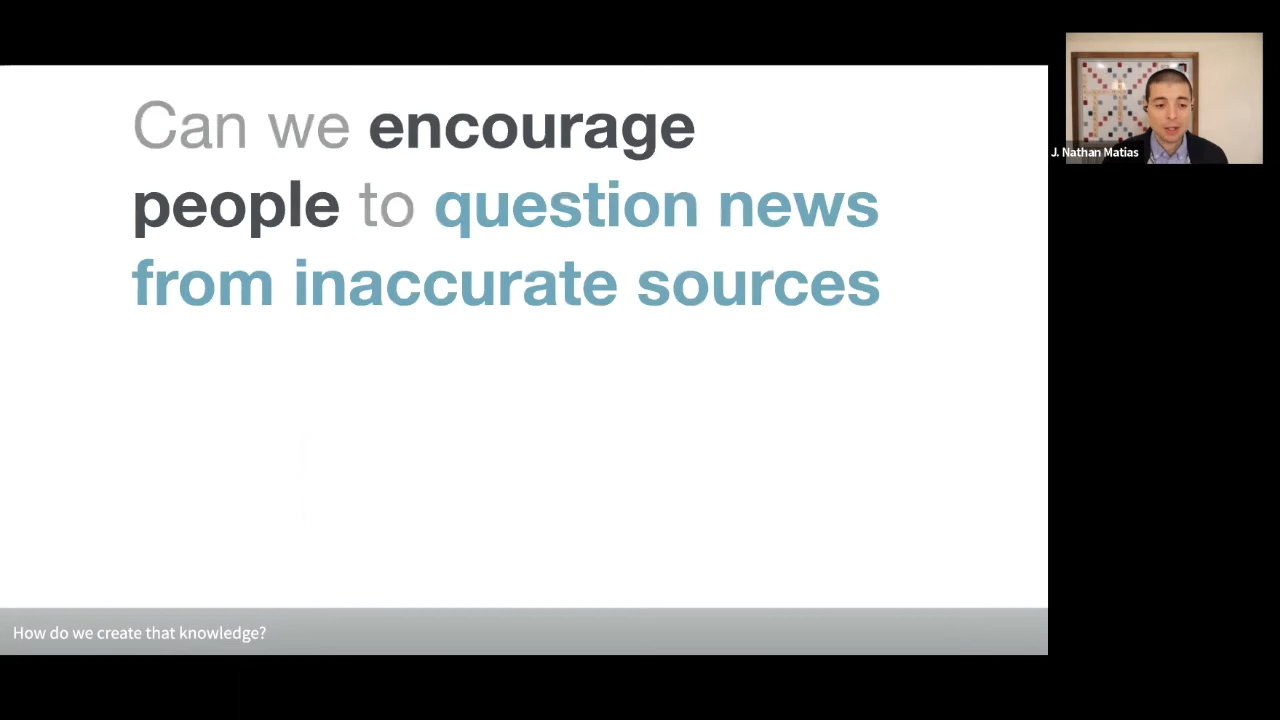 Can we encourage
people to question news
from inaccurate sources
J. Nathan Matias
How do we create that knowledge?